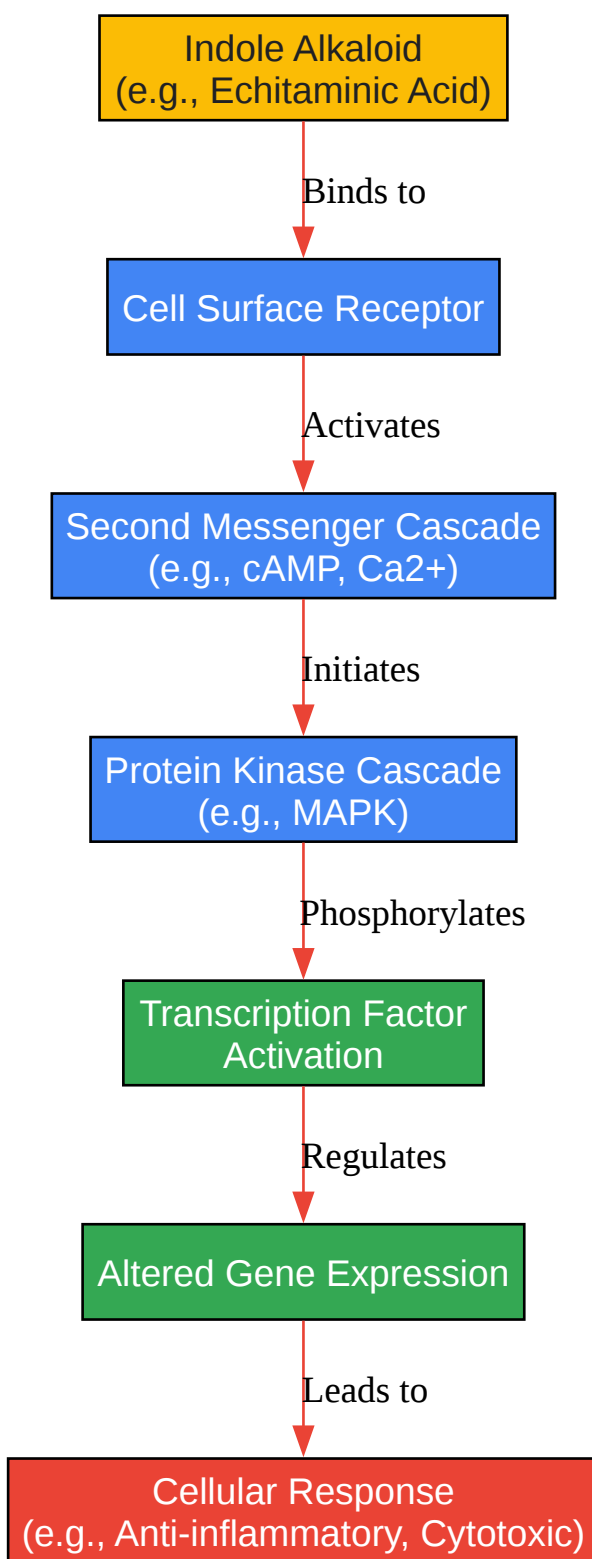 Indole Alkaloid
(e.g., Echitaminic Acid)
Binds to
Cell Surface Receptor
Activates
Second Messenger Cascade
(e.g., cAMP, Ca2+)
Initiates
Protein Kinase Cascade
(e.g., MAPK)
Phosphorylates
Transcription Factor
Activation
Regulates
Altered Gene Expression
Leads to
Cellular Response
(e.g., Anti-inflammatory, Cytotoxic)